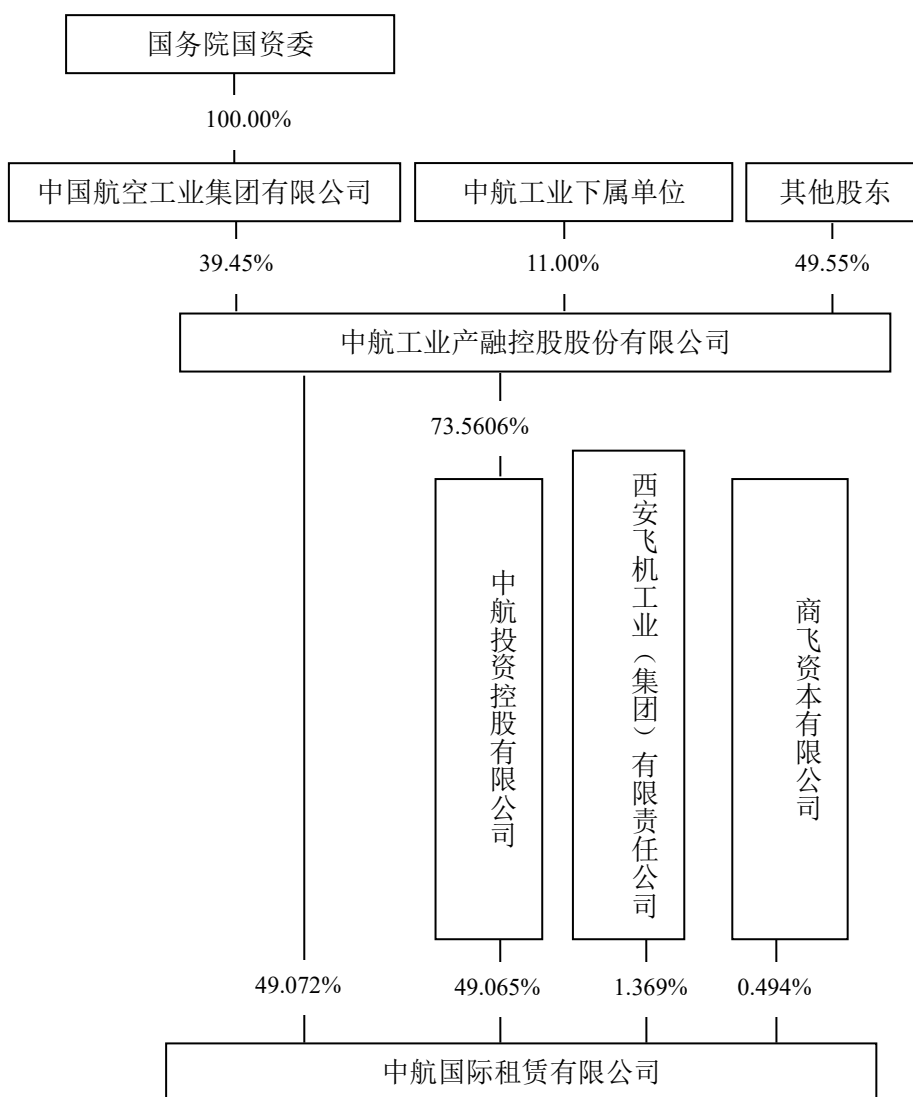 国务院国资委
100.00%
中国航空工业集团有限公司
中航工业下属单位
其他股东
39.45%
11.00%
49.55%
中航工业产融控股股份有限公司
73.5606%
中航投资控股有限公司
西安飞机工业（集团）有限责任公司
商飞资本有限公司
49.072%
49.065%
1.369%
0.494%
中航国际租赁有限公司